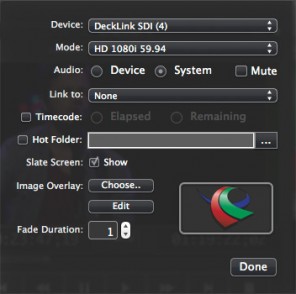 Device: DeckLink SDI (4)
Mode: HD 1080i 59.94
Audio: Device System Mute
Link to: None
Timecode: Elapsed Remaining
Hot Folder: ...
Slate Screen: Show
Image Overlay: Choose..
Edit
Fade Duration: 1
Done